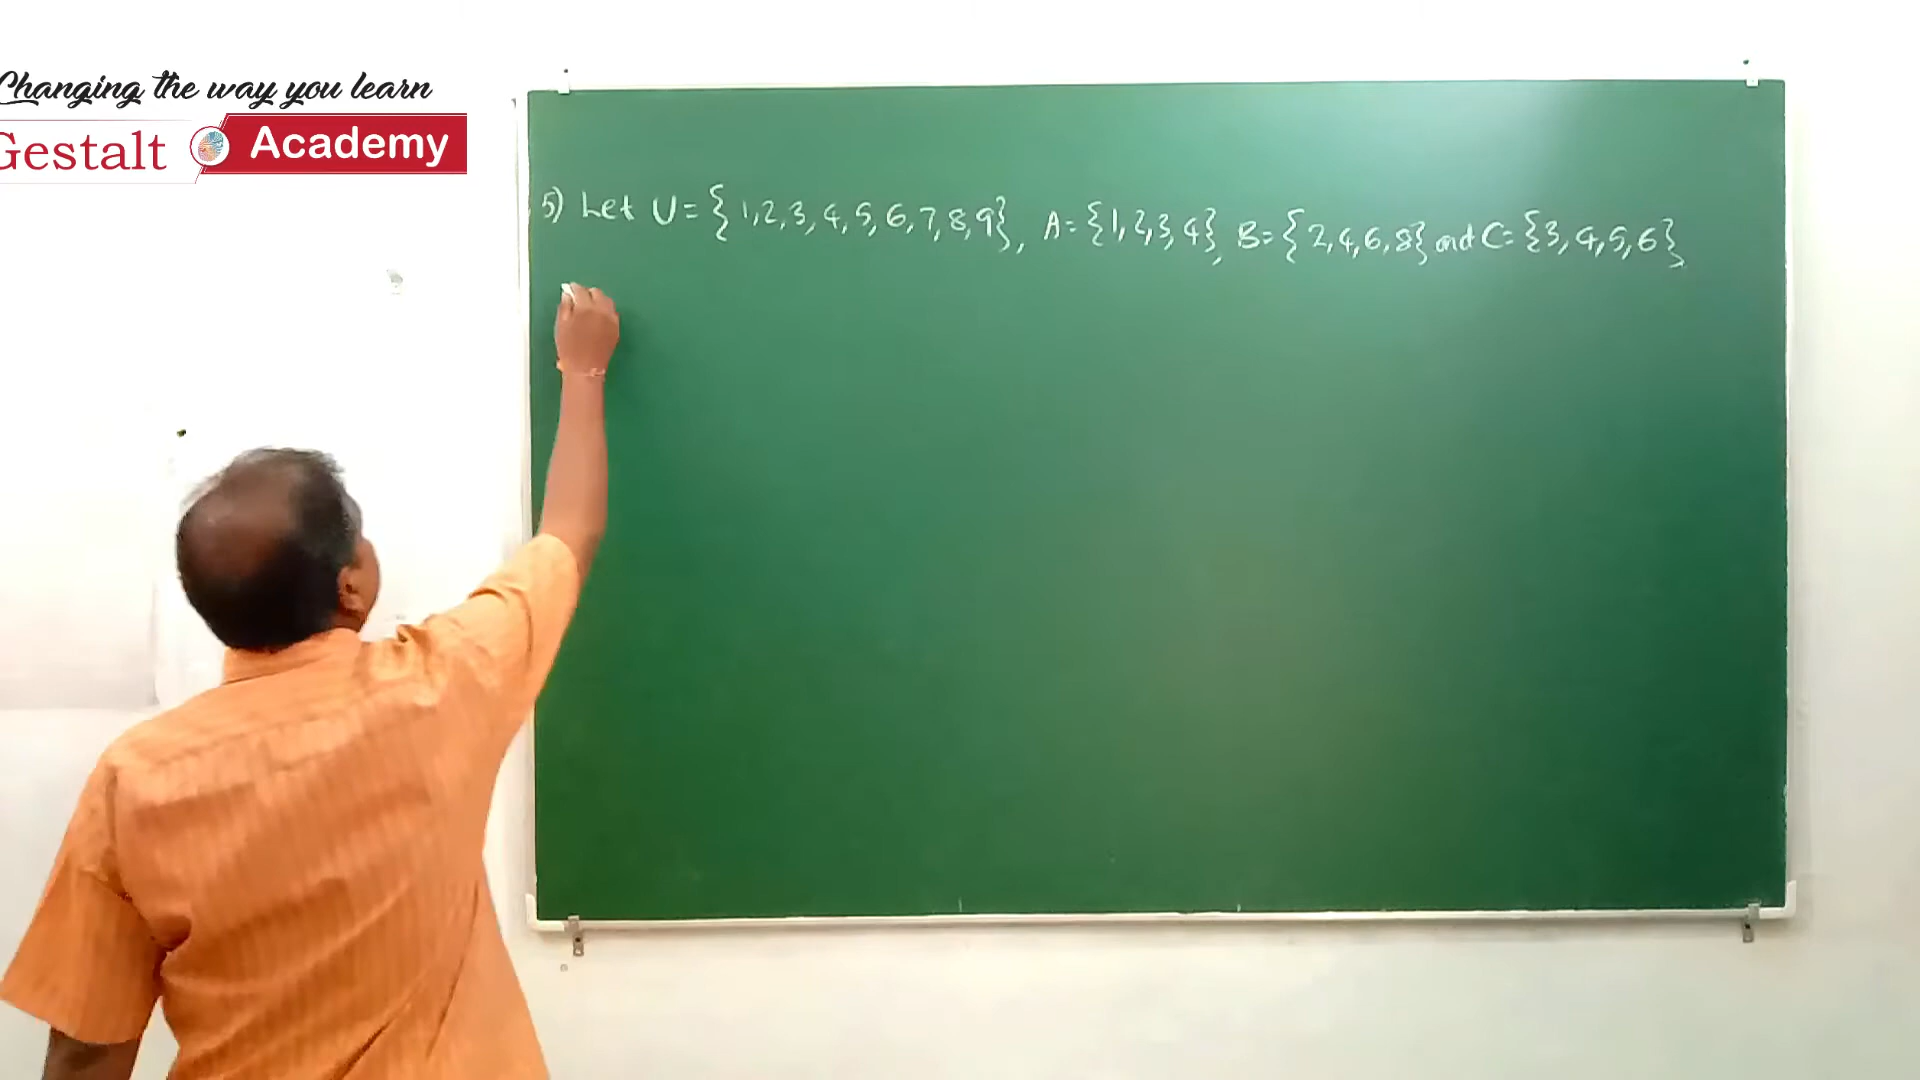 Changing the way you learn
Gestalt Academy
5) Let U = { 1,2,3,4,5,6,7,8,9}, A= {1,2,3,4}, B= { 2,4,6,8} and C= {3,4,5,6}